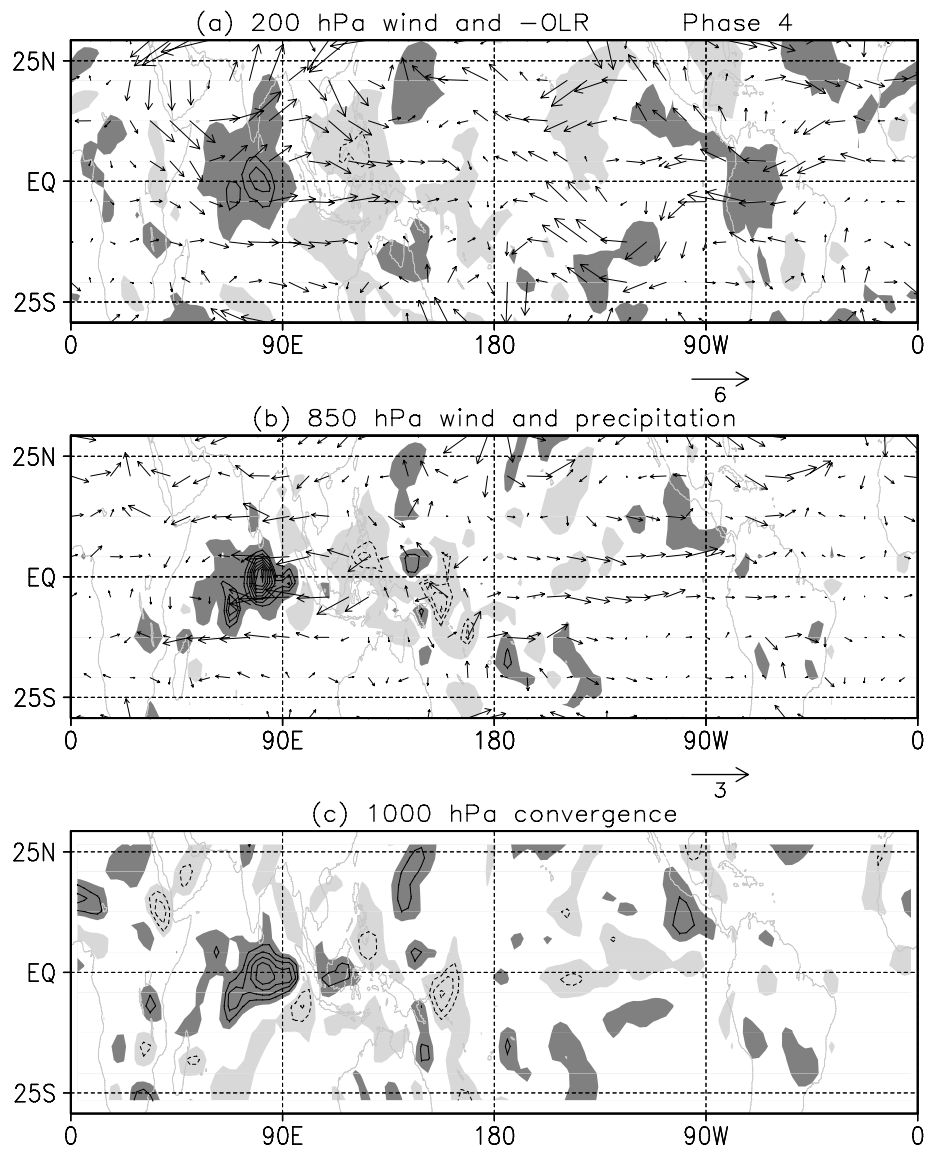 (a) 200 hPa wind and -OLR Phase 4
25N
EQ
25S
0 90E 180 90W 0
6
(b) 850 hPa wind and precipitation
25N
EQ
25S
0 90E 180 90W 0
3
(c) 1000 hPa convergence
25N
EQ
25S
0 90E 180 90W 0